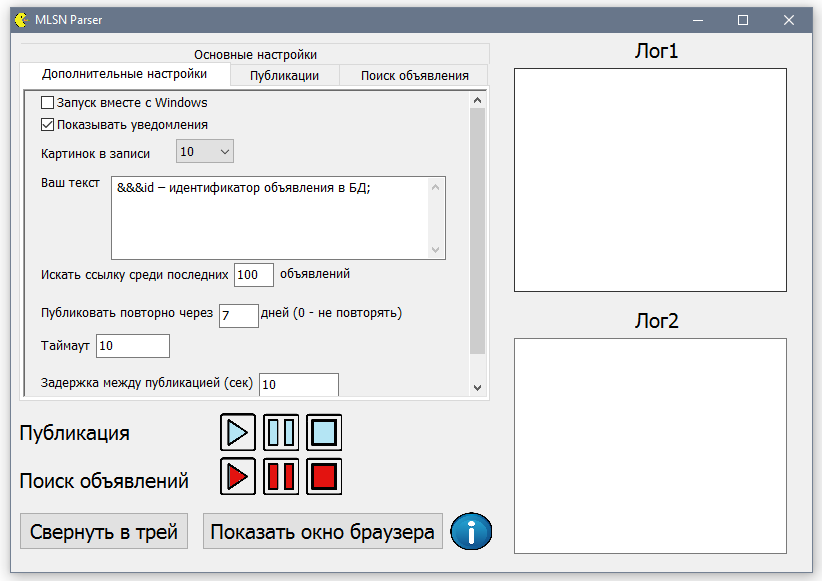 MLSN Parser
Основные настройки
Дополнительные настройки
Публикации
Поиск объявления
Запуск вместе с Windows
Показывать уведомления
Картинок в записи 10
Ваш текст
&&&id – идентификатор объявления в БД;
Искать ссылку среди последних 100 объявлений
Публиковать повторно через 7 дней (0 - не повторять)
Таймаут 10
Задержка между публикацией (сек) 10
Публикация
Поиск объявлений
Свернуть в трей
Показать окно браузера
i
Лог1
Лог2